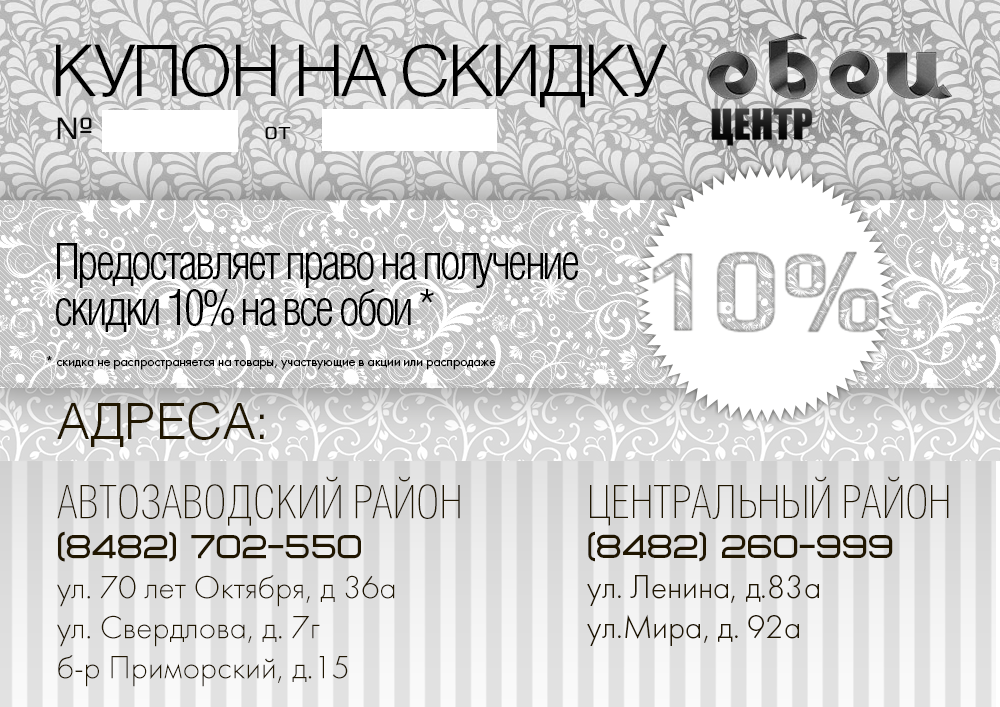 КУПОН НА СКИДКУ
обои
ЦЕНТР
№ от
Предоставляет право на получение
скидки 10% на все обои *
10%
* скидка не распространяется на товары, участвующие в акции или распродаже
АДРЕСА:
АВТОЗАВОДСКИЙ РАЙОН
(8482) 702-550
ул. 70 лет Октября, д 36а
ул. Свердлова, д. 7г
б-р Приморский, д.15
ЦЕНТРАЛЬНЫЙ РАЙОН
(8482) 260-999
ул. Ленина, д.83а
ул.Мира, д. 92а